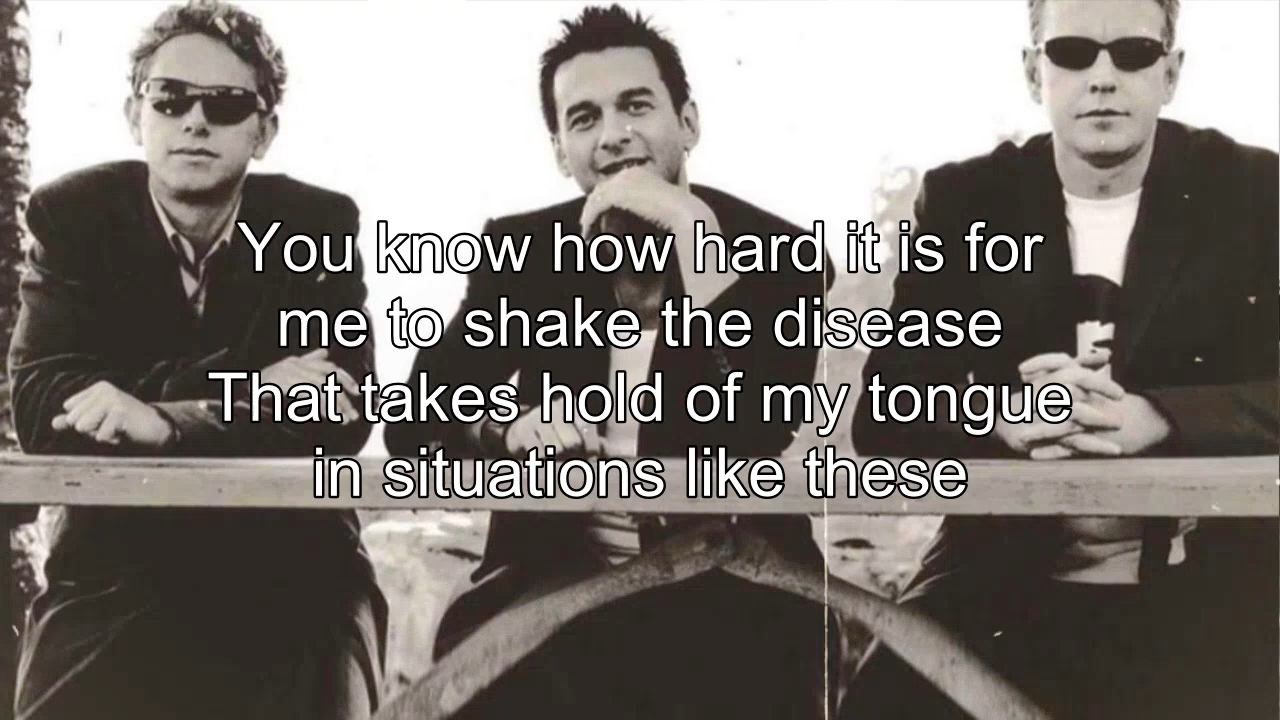 You know how hard it is for
me to shake the disease
That takes hold of my tongue
in situations like these